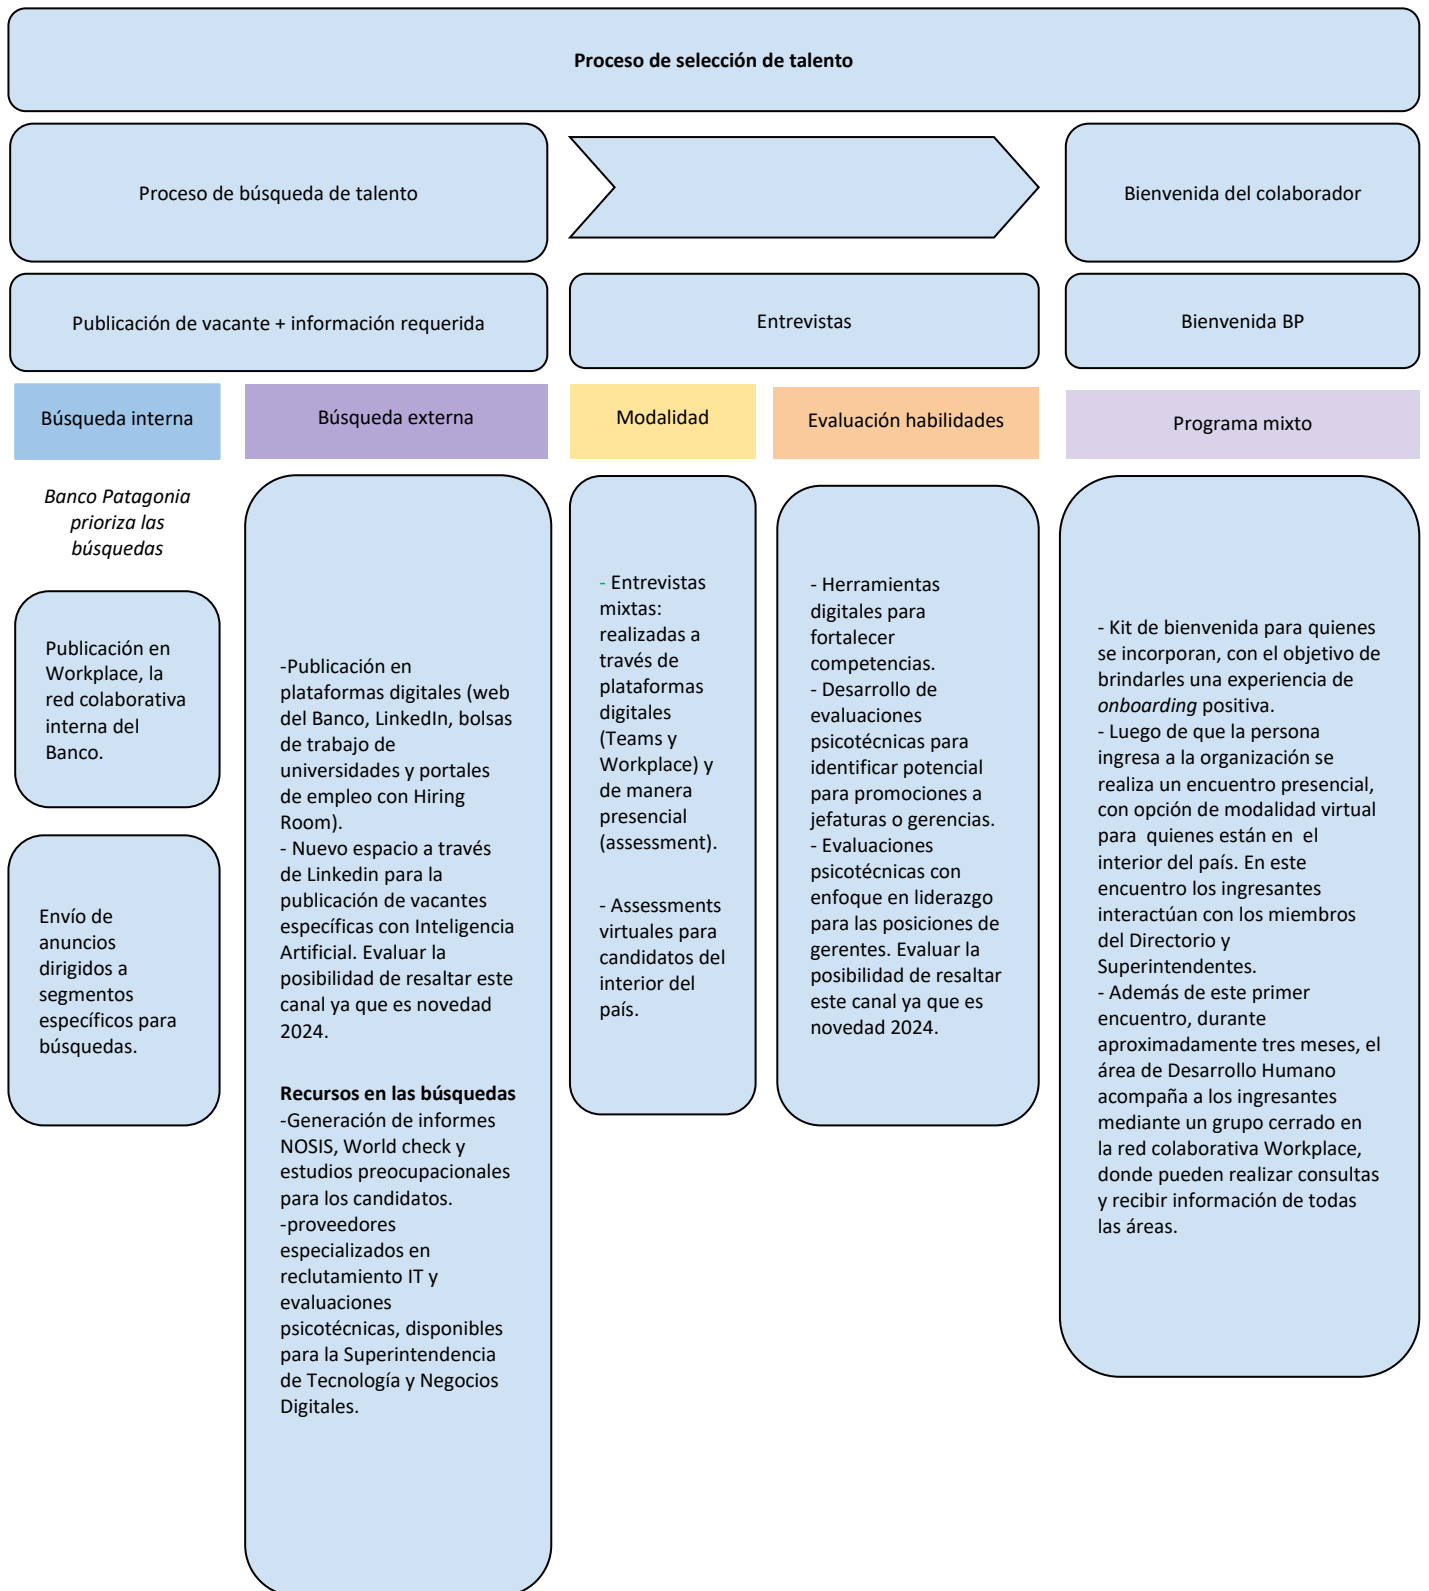 Proceso de selección de talento
Proceso de búsqueda de talento
Bienvenida del colaborador
Publicación de vacante + información requerida
Entrevistas
Bienvenida BP
Búsqueda interna
Búsqueda externa
Modalidad
Evaluación habilidades
Programa mixto
Banco Patagonia
prioriza las
búsquedas
Publicación en
Workplace, la
red colaborativa
interna del
Banco.
Envío de
anuncios
dirigidos a
segmentos
específicos para
búsquedas.
-Publicación en
plataformas digitales (web
del Banco, LinkedIn, bolsas
de trabajo de
universidades y portales
de empleo con Hiring
Room).
- Nuevo espacio a través
de Linkedin para la
publicación de vacantes
específicas con Inteligencia
Artificial. Evaluar la
posibilidad de resaltar este
canal ya que es novedad
2024.
Recursos en las búsquedas
-Generación de informes
NOSIS, World check y
estudios preocupacionales
para los candidatos.
-proveedores
especializados en
reclutamiento IT y
evaluaciones
psicotécnicas, disponibles
para la Superintendencia
de Tecnología y Negocios
Digitales.
- Entrevistas
mixtas:
realizadas a
través de
plataformas
digitales
(Teams y
Workplace) y
de manera
presencial
(assessment).
- Assessments
virtuales para
candidatos del
interior del
país.
- Herramientas
digitales para
fortalecer
competencias.
- Desarrollo de
evaluaciones
psicotécnicas para
identificar potencial
para promociones a
jefaturas o gerencias.
- Evaluaciones
psicotécnicas con
enfoque en liderazgo
para las posiciones de
gerentes. Evaluar la
posibilidad de resaltar
este canal ya que es
novedad 2024.
- Kit de bienvenida para quienes
se incorporan, con el objetivo de
brindarles una experiencia de
onboarding positiva.
- Luego de que la persona
ingresa a la organización se
realiza un encuentro presencial,
con opción de modalidad virtual
para quienes están en el
interior del país. En este
encuentro los ingresantes
interactúan con los miembros
del Directorio y
Superintendentes.
- Además de este primer
encuentro, durante
aproximadamente tres meses, el
área de Desarrollo Humano
acompaña a los ingresantes
mediante un grupo cerrado en
la red colaborativa Workplace,
donde pueden realizar consultas
y recibir información de todas
las áreas.